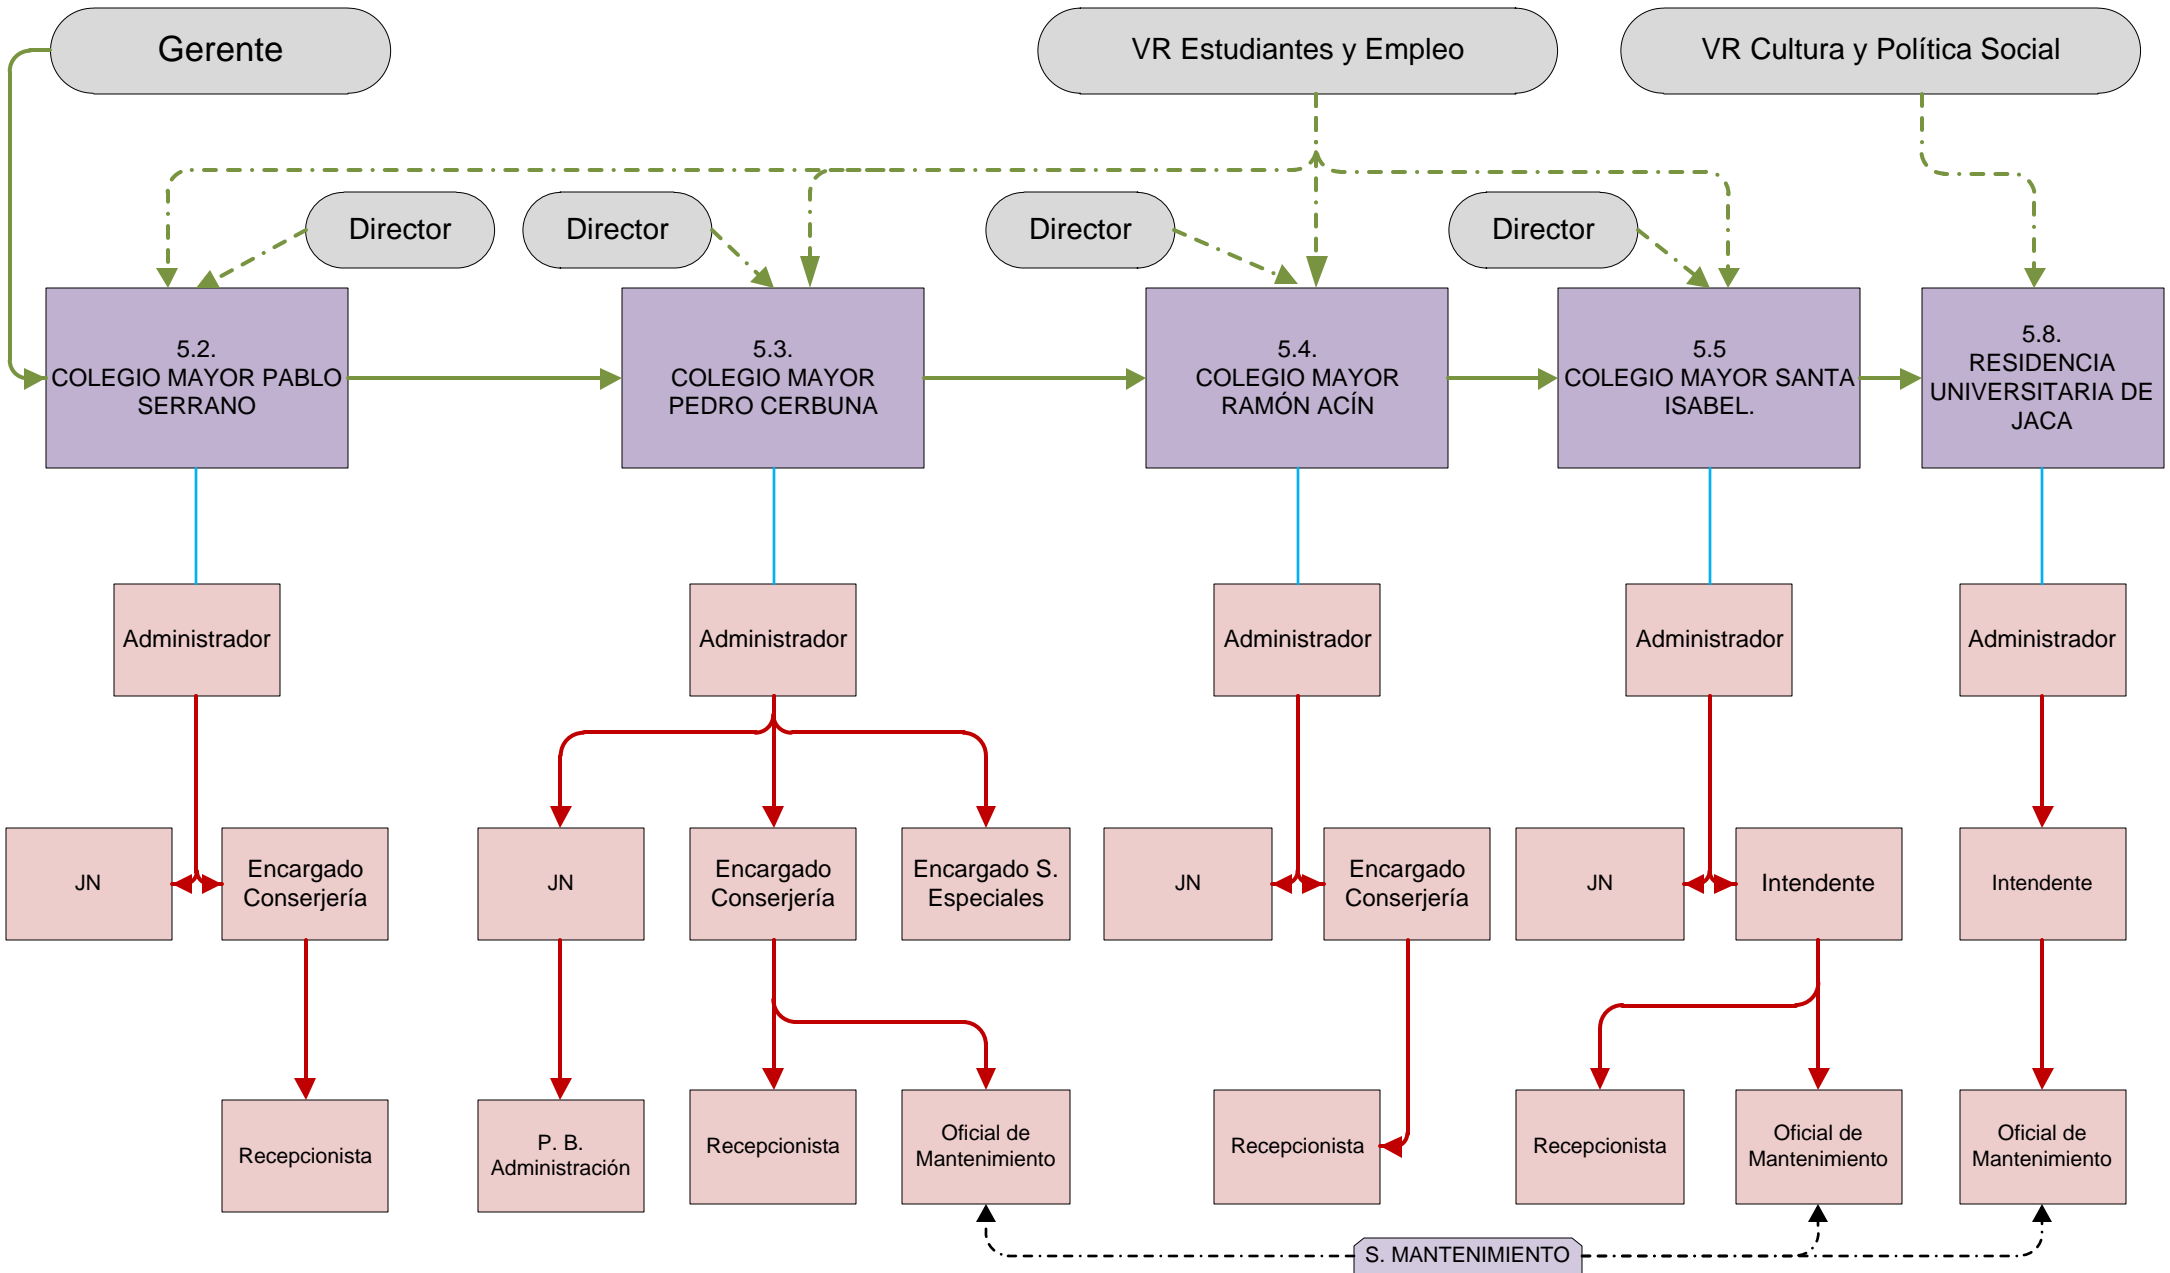 Gerente
VR Estudiantes y Empleo
VR Cultura y Política Social
Director
Director
Director
Director
5.2.
COLEGIO MAYOR PABLO
SERRANO
5.3.
COLEGIO MAYOR
PEDRO CERBUNA
5.4.
COLEGIO MAYOR
RAMÓN ACÍN
5.5
COLEGIO MAYOR SANTA
ISABEL.
5.8.
RESIDENCIA
UNIVERSITARIA DE
JACA
Administrador
Administrador
Administrador
Administrador
Administrador
JN
Encargado
Conserjería
JN
Encargado
Conserjería
Encargado S.
Especiales
JN
Encargado
Conserjería
JN
Intendente
Intendente
Recepcionista
P. B.
Administración
Recepcionista
Oficial de
Mantenimiento
Recepcionista
Recepcionista
Oficial de
Mantenimiento
Oficial de
Mantenimiento
S. MANTENIMIENTO